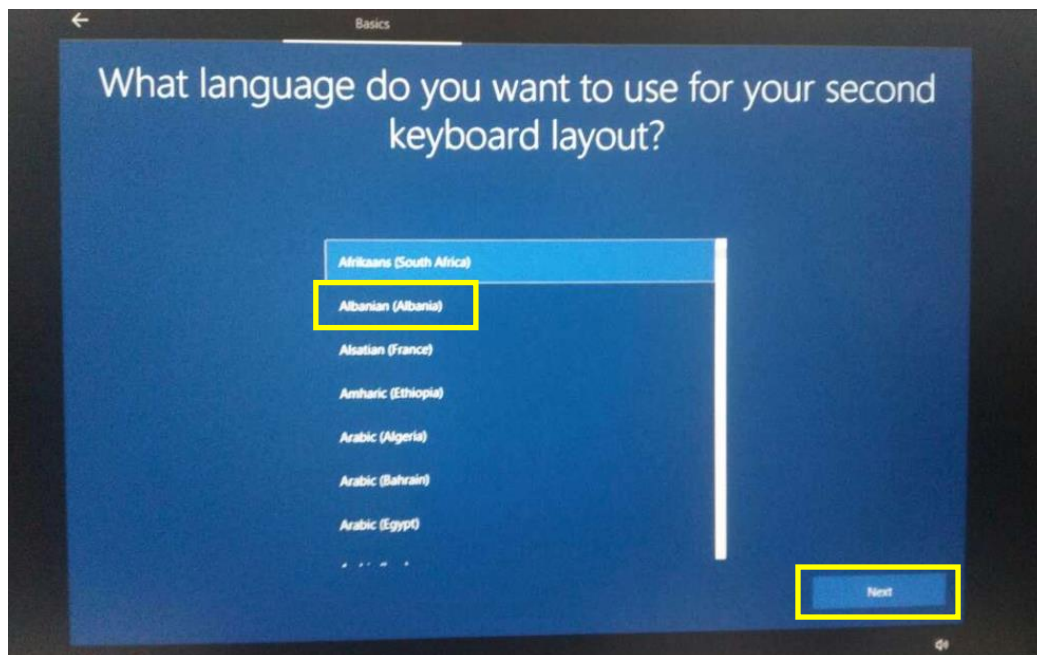 Basics
What language do you want to use for your second
keyboard layout?
Afrikaans (South Africa)
Albanian (Albania)
Alsatian (France)
Amharic (Ethiopia)
Arabic (Algeria)
Arabic (Bahrain)
Arabic (Egypt)
Next